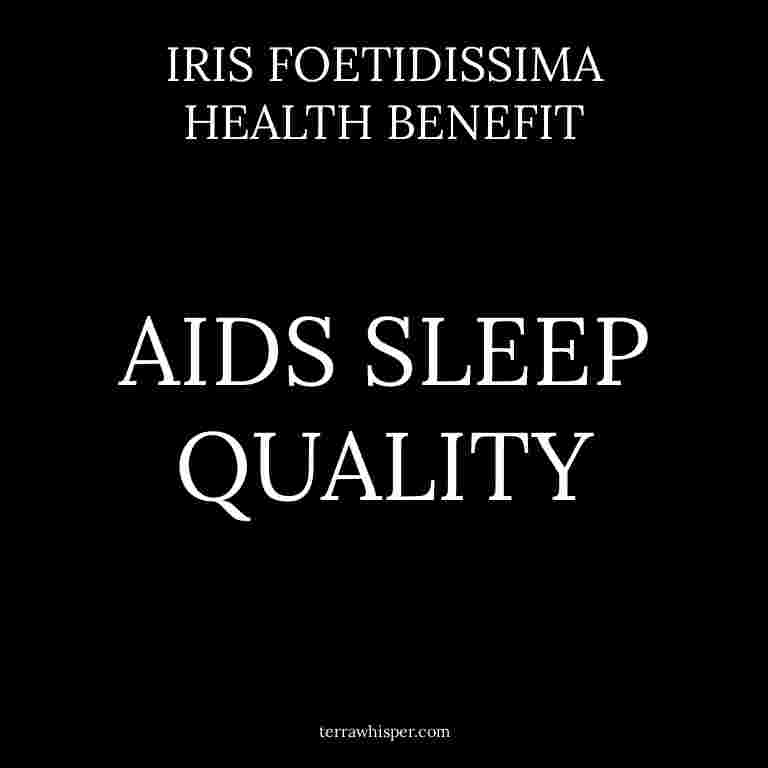 IRIS FOETIDISSIMA
HEALTH BENEFIT
AIDS SLEEP
QUALITY
terrawhisper.com